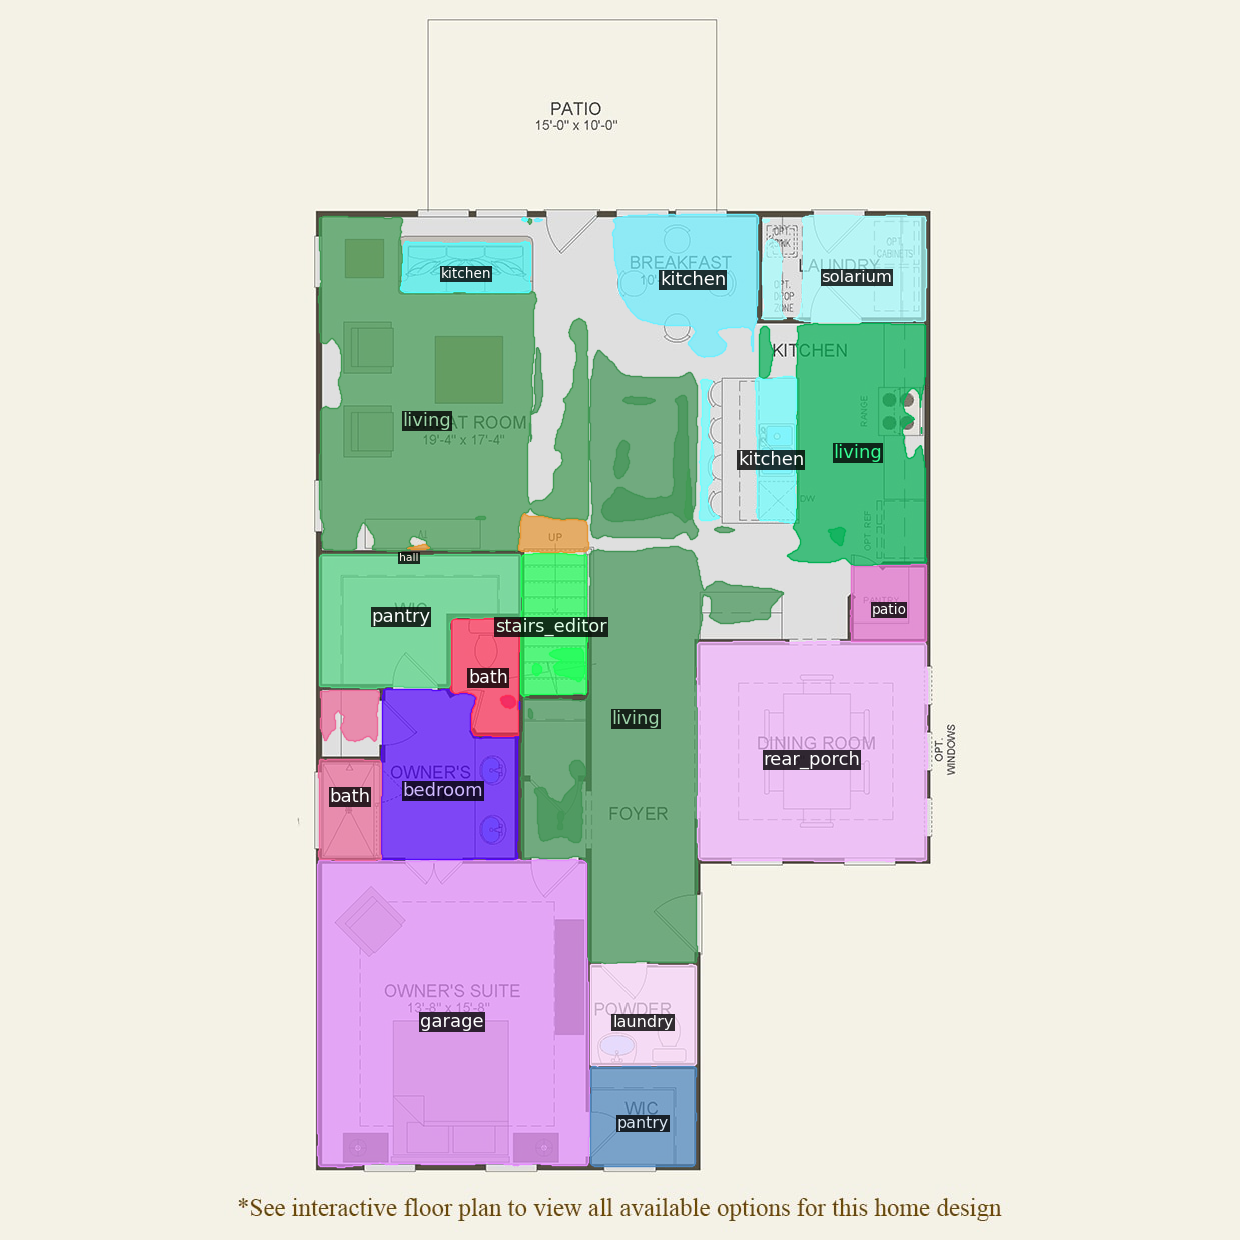 PATIO
15'-0" x 10'-0"
BREAKFAST
kitchen
kitchen
OPT.
SINK
OPT.
DROP
ZONE
LAUNDRY
OPT.
CABINETS
solarium
KITCHEN
RANGE
living
AT ROOM
19'-4" x 17'-4"
living
kitchen
DW
OPT. REF
UP
hall
WIC
pantry
stairs_editor
bath
PANTRY
patio
living
DINING ROOM
rear_porch
OPT.
WINDOWS
OWNER'S
bedroom
bath
FOYER
OWNER'S SUITE
13'-8" x 15'-8"
garage
POWDER
laundry
WIC
pantry
*See interactive floor plan to view all available options for this home design